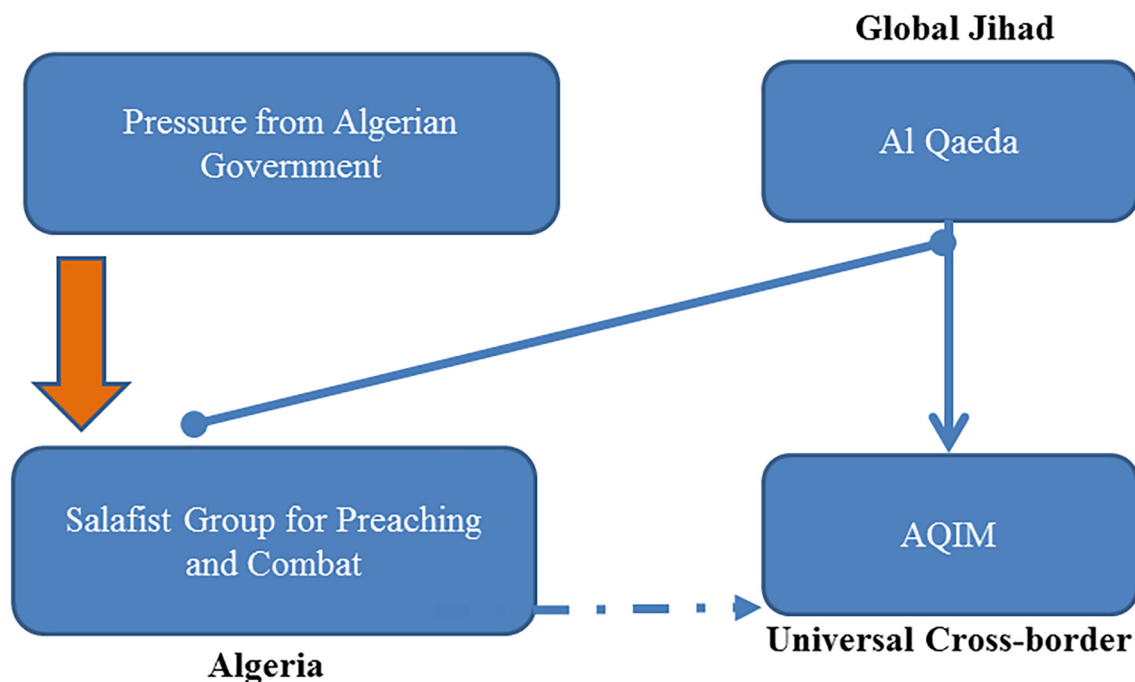 Global Jihad
Pressure from Algerian
Government
Al Qaeda
Salafist Group for Preaching
and Combat
AQIM
Algeria
Universal Cross-border